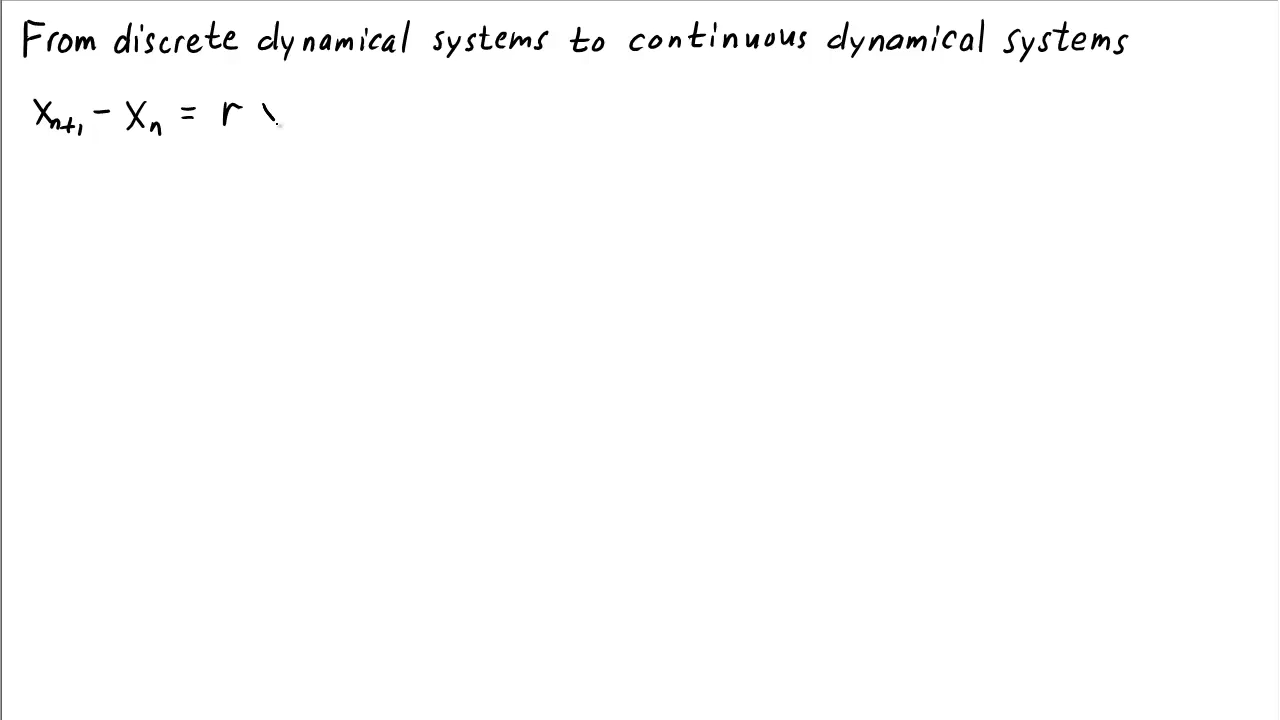 From discrete dynamical systems to continuous dynamical systems
xₙ₊₁ - xₙ = r \